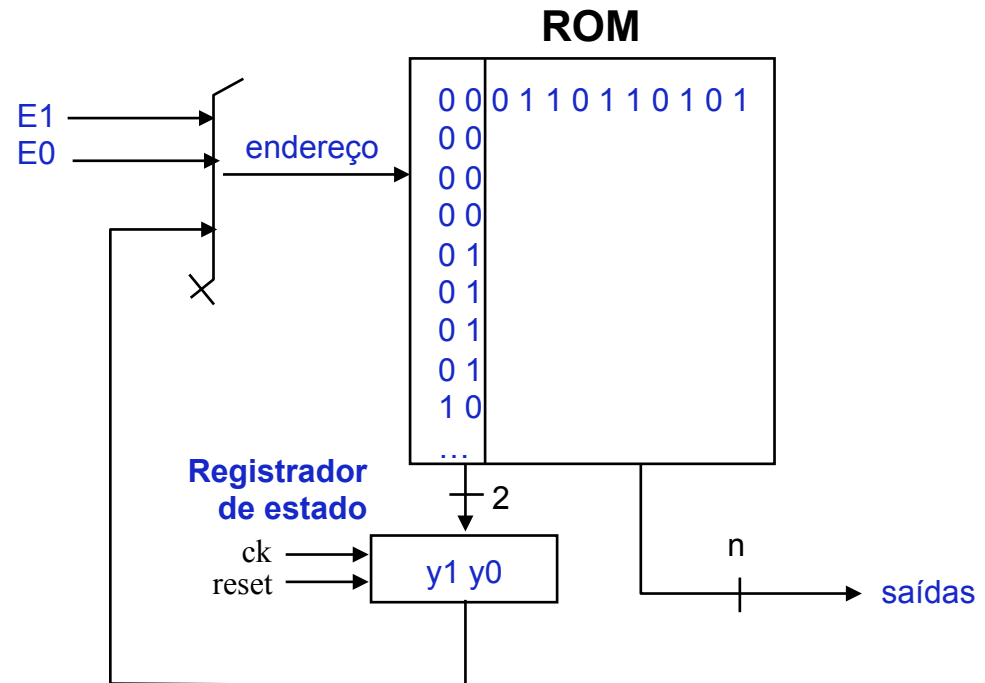 ROM
E1
E0
endereço
0 0 0 1 1 0 1 1 0 1 0 1
0 0
0 0
0 0
0 1
0 1
0 1
0 1
1 0
...
Registrador
de estado
2
ck
reset
y1 y0
n
saídas